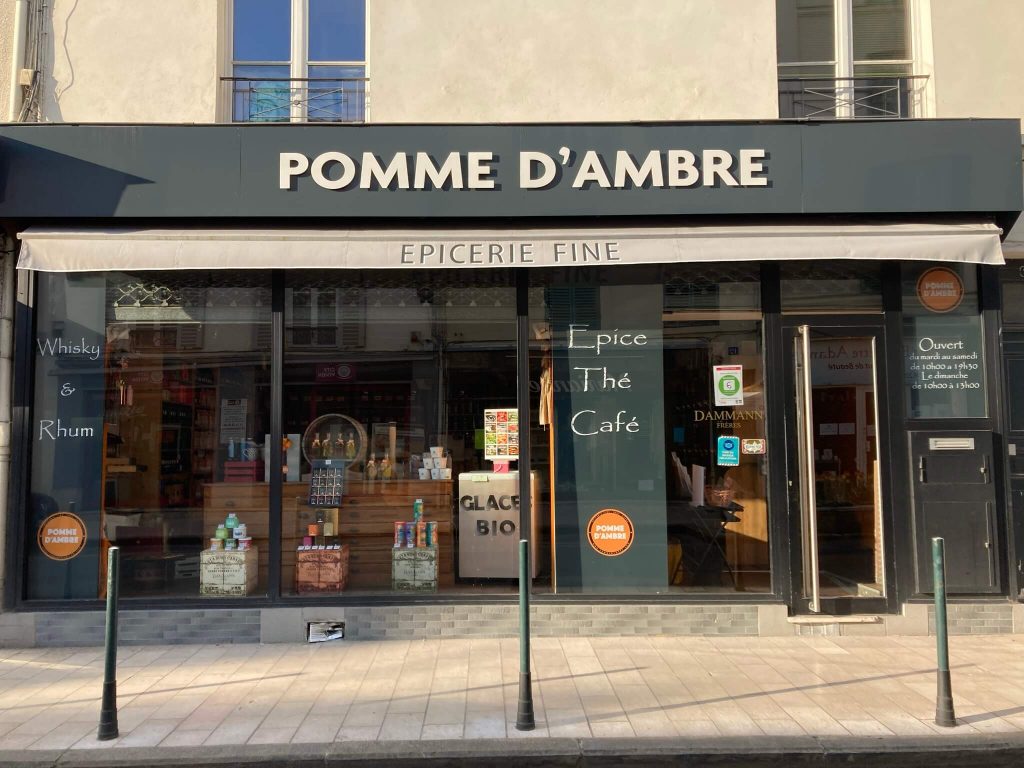 POMME D'AMBRE
EPICERIE FINE
Whisky
&
Rhum
POMME
D'AMBRE
GLACE
BIO
Epice
Thé
Café
POMME
D'AMBRE
DAMMANN
FRÈRES
POMME
D'AMBRE
Ouvert
du mardi au samedi
de 10h00 a 19h30
Le dimanche
de 10h00 à 13h00